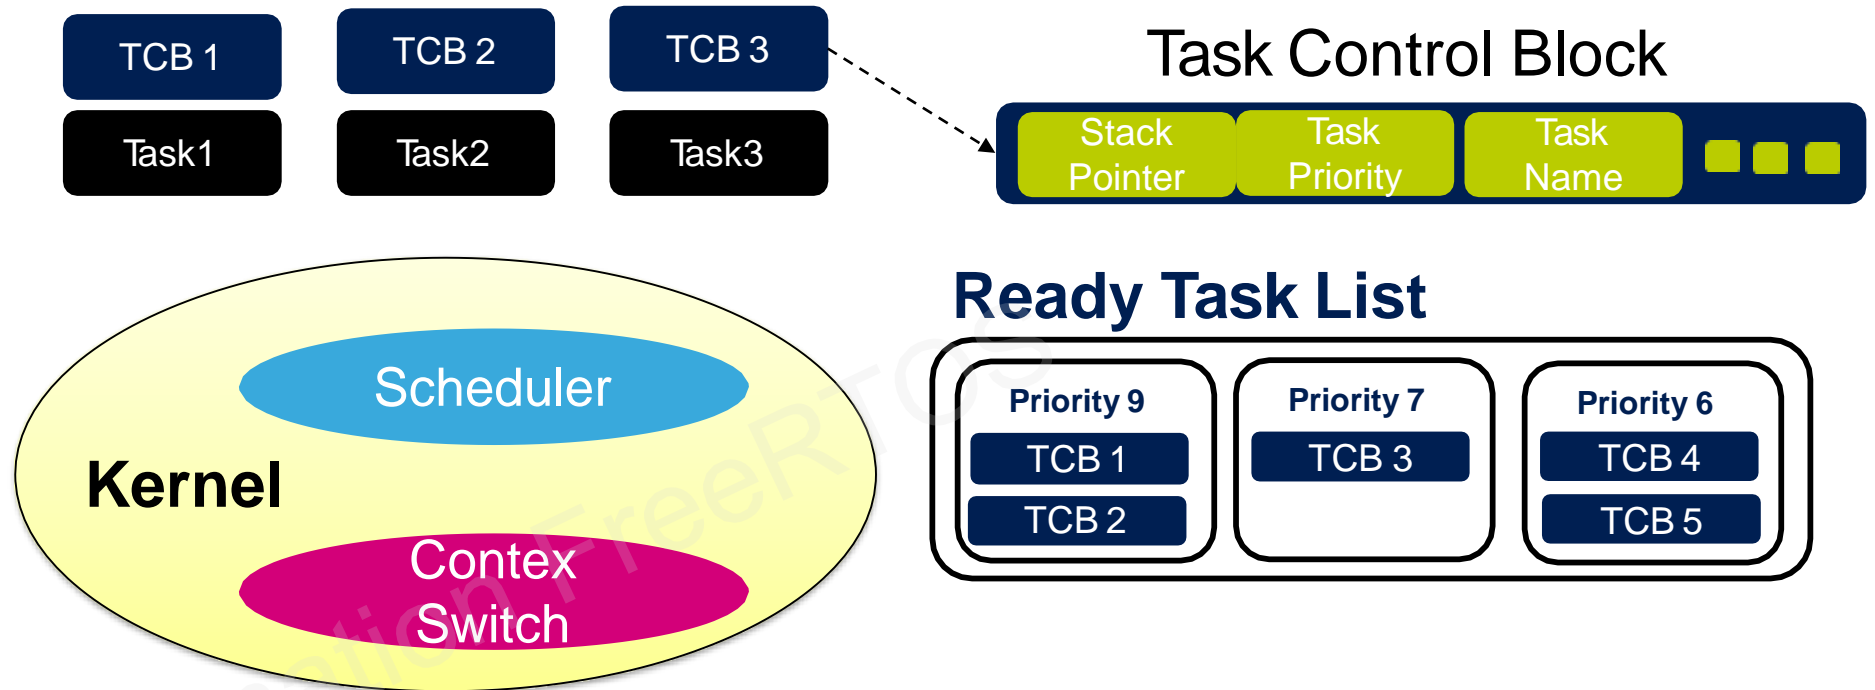 TCB 1
TCB 2
TCB 3
Task1
Task2
Task3
Task Control Block
Stack
Pointer
Task
Priority
Task
Name
Kernel
Scheduler
Contex
Switch
Ready Task List
Priority 9
TCB 1
TCB 2
Priority 7
TCB 3
Priority 6
TCB 4
TCB 5
FreeRTOS